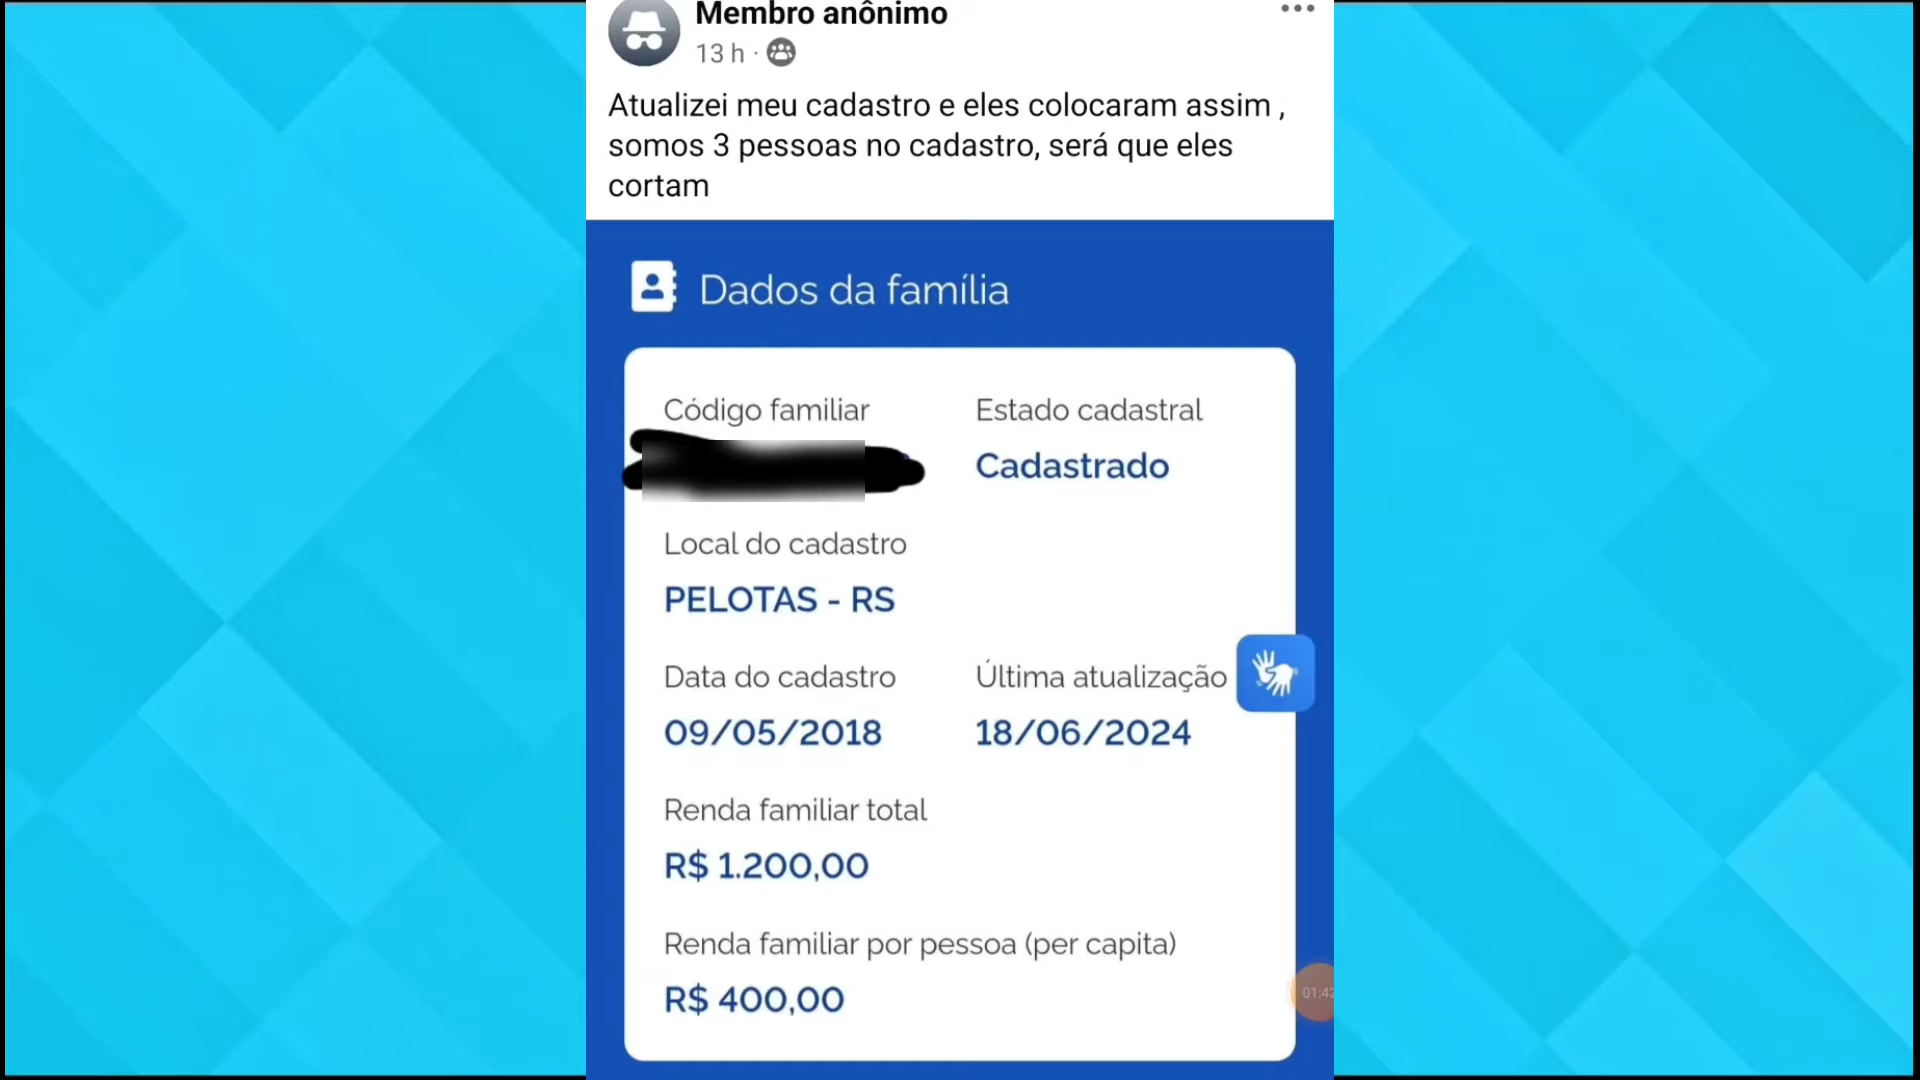 Membro anônimo
13 h ·
Atualizei meu cadastro e eles colocaram assim ,
somos 3 pessoas no cadastro, será que eles
cortam
Dados da família
Código familiar
Estado cadastral
Cadastrado
Local do cadastro
PELOTAS - RS
Data do cadastro
Última atualização
09/05/2018
18/06/2024
Renda familiar total
R$ 1.200,00
Renda familiar por pessoa (per capita)
R$ 400,00
01:42